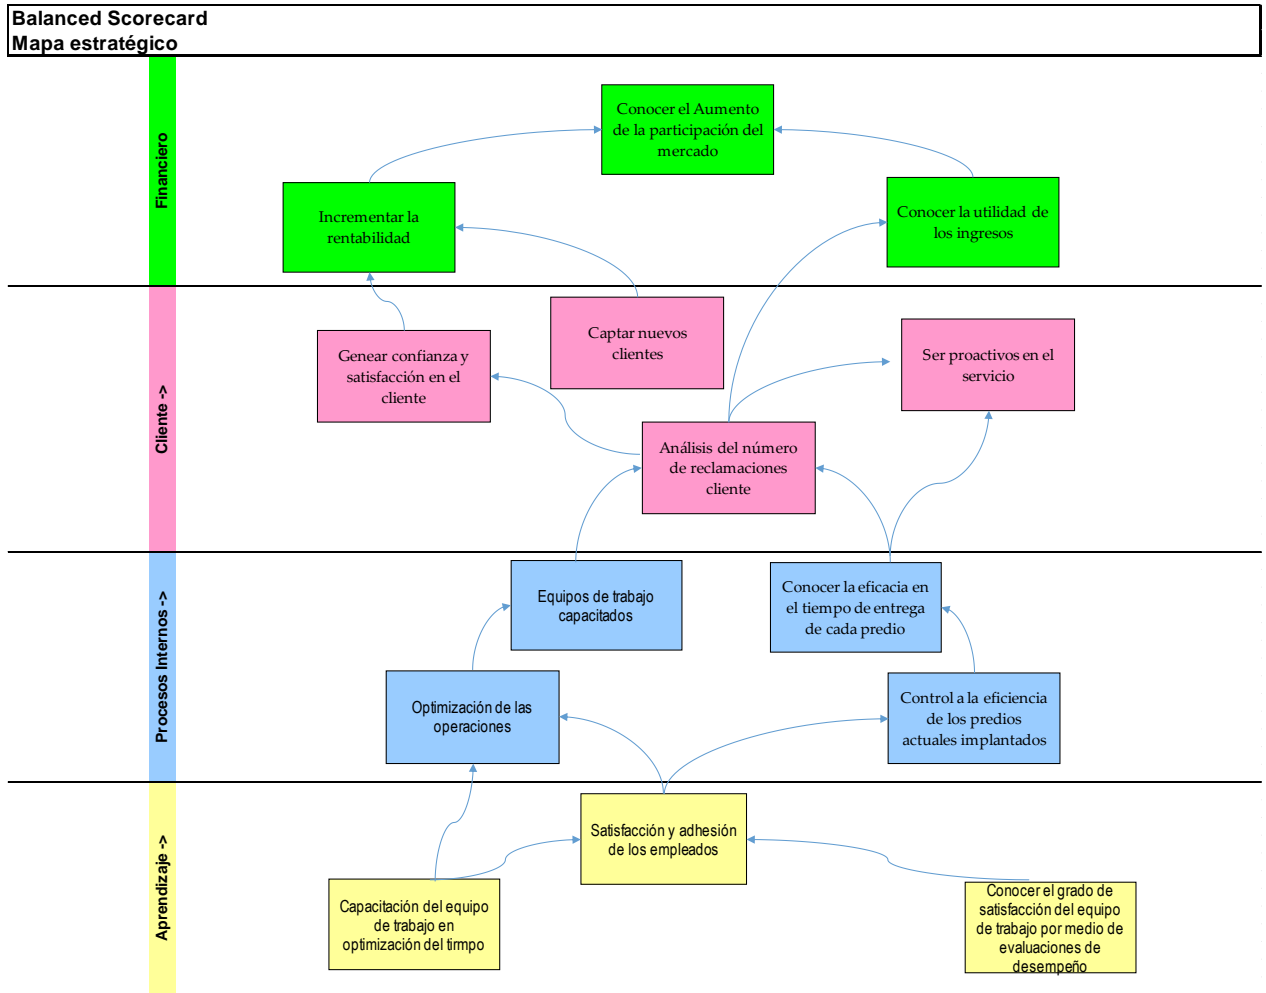 Balanced Scorecard
Mapa estratégico
Financiero
Conocer el Aumento
de la participación del
mercado
Incrementar la
rentabilidad
Conocer la utilidad de
los ingresos
Cliente ->
Captar nuevos
clientes
Genear confianza y
satisfacción en el
cliente
Ser proactivos en el
servicio
Análisis del número
de reclamaciones
cliente
Procesos Internos ->
Equipos de trabajo
capacitados
Conocer la eficacia en
el tiempo de entrega
de cada predio
Optimización de las
operaciones
Control a la eficiencia
de los predios
actuales implantados
Aprendizaje ->
Satisfacción y adhesión
de los empleados
Capacitación del equipo
de trabajo en
optimización del tirmpo
Conocer el grado de
satisfacción del equipo
de trabajo por medio de
evaluaciones de
desempeño